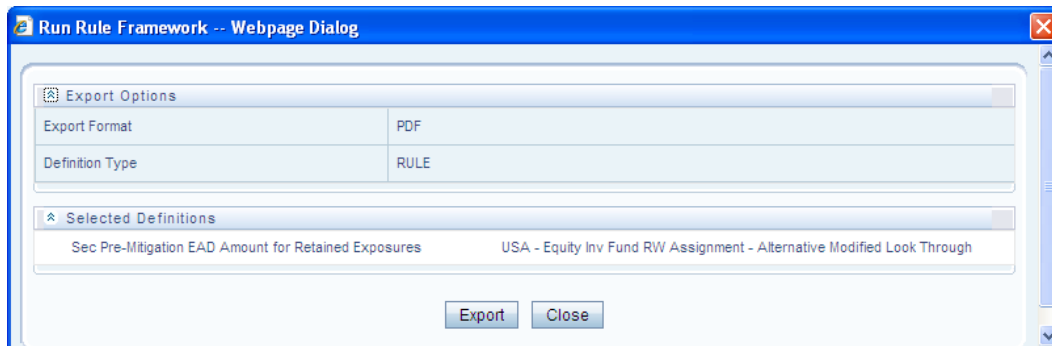 Run Rule Framework -- Webpage Dialog
Export Options
Export Format PDF
Definition Type RULE
Selected Definitions
Sec Pre-Mitigation EAD Amount for Retained Exposures USA - Equity Inv Fund RW Assignment - Alternative Modified Look Through
Export Close